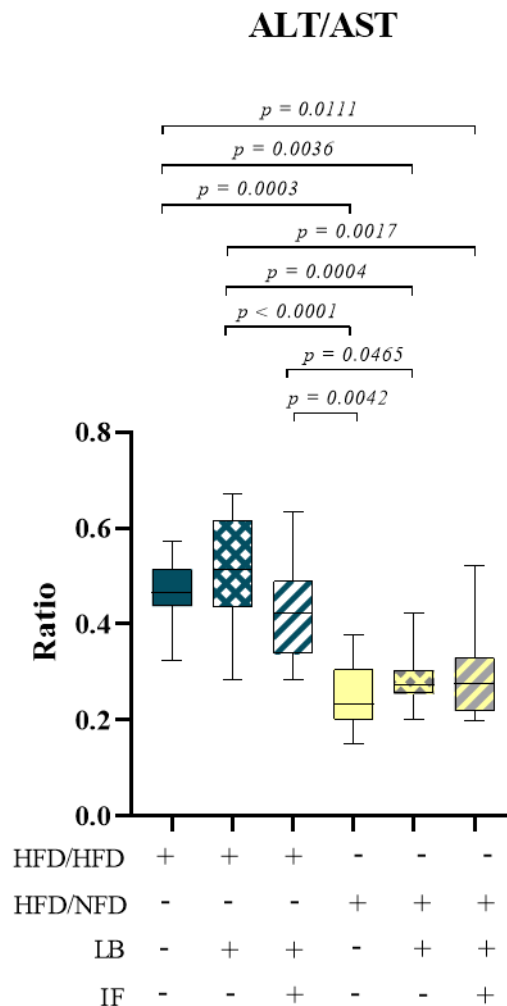 ALT/AST
p = 0.0111
p = 0.0036
p = 0.0003
p = 0.0017
p = 0.0004
p < 0.0001
p = 0.0465
p = 0.0042
0.8
0.6
0.4
0.2
0.0
Ratio
HFD/HFD + + + - - -
HFD/NFD - - - + + +
LB - + + - + +
IF - - + - - +